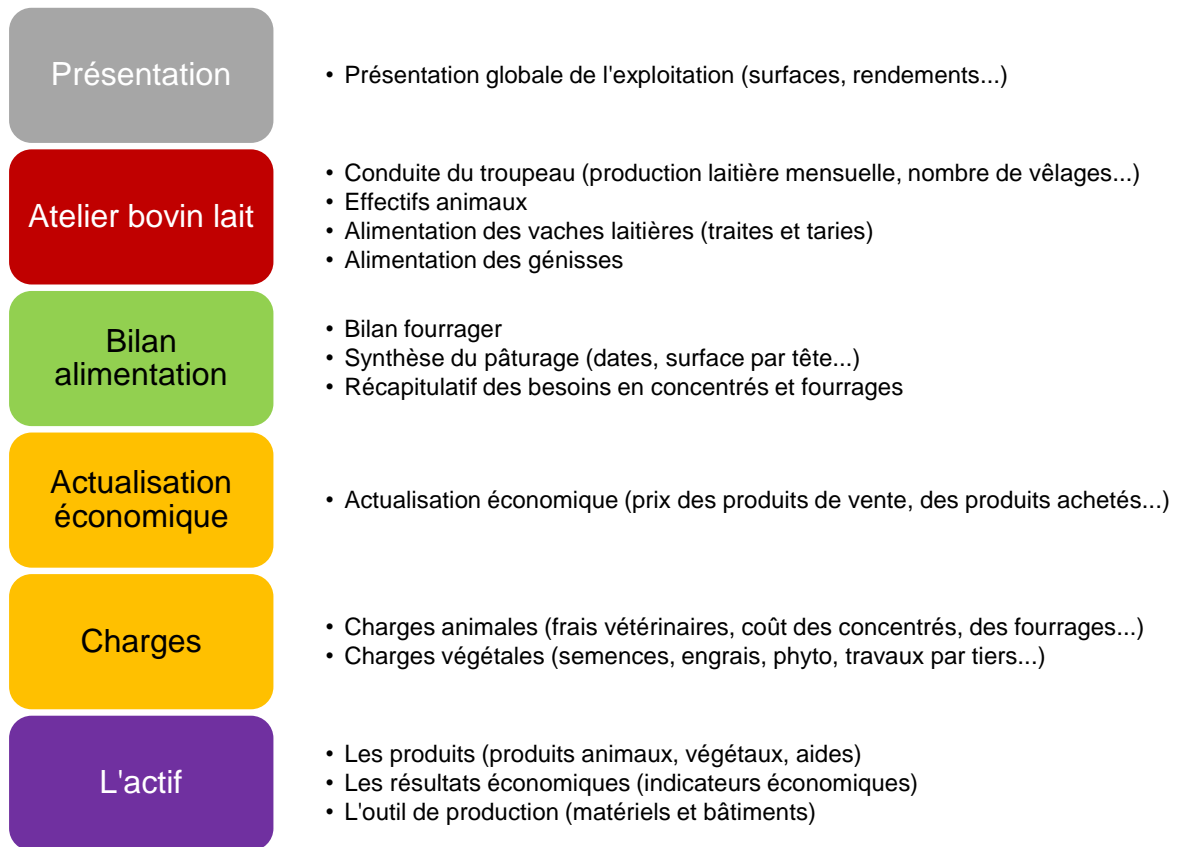 Présentation
• Présentation globale de l'exploitation (surfaces, rendements...)
Atelier bovin lait
• Conduite du troupeau (production laitière mensuelle, nombre de vêlages...)
• Effectifs animaux
• Alimentation des vaches laitières (traites et taries)
• Alimentation des génisses
Bilan
alimentation
• Bilan fourrager
• Synthèse du pâturage (dates, surface par tête...)
• Récapitulatif des besoins en concentrés et fourrages
Actualisation
économique
• Actualisation économique (prix des produits de vente, des produits achetés...)
Charges
• Charges animales (frais vétérinaires, coût des concentrés, des fourrages...)
• Charges végétales (semences, engrais, phyto, travaux par tiers...)
L'actif
• Les produits (produits animaux, végétaux, aides)
• Les résultats économiques (indicateurs économiques)
• L'outil de production (matériels et bâtiments)